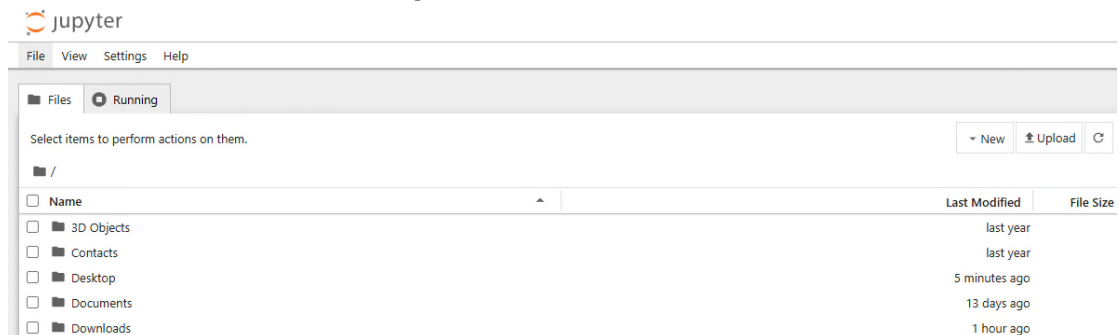 jupyter
File View Settings Help
Files Running
Select items to perform actions on them.
New Upload
/
Name Last Modified File Size
3D Objects last year
Contacts last year
Desktop 5 minutes ago
Documents 13 days ago
Downloads 1 hour ago